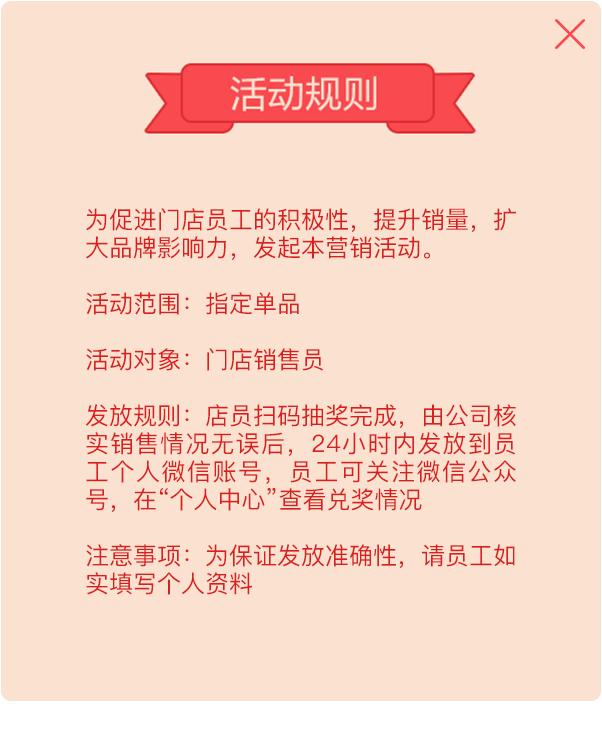 活动规则
为促进门店员工的积极性，提升销量，扩
大品牌影响力，发起本营销活动。
活动范围：指定单品
活动对象：门店销售员
发放规则：店员扫码抽奖完成，由公司核
实销售情况无误后，24小时内发放到员
工个人微信账号，员工可关注微信公众
号，在“个人中心”查看兑奖情况
注意事项：为保证发放准确性，请员工如
实填写个人资料